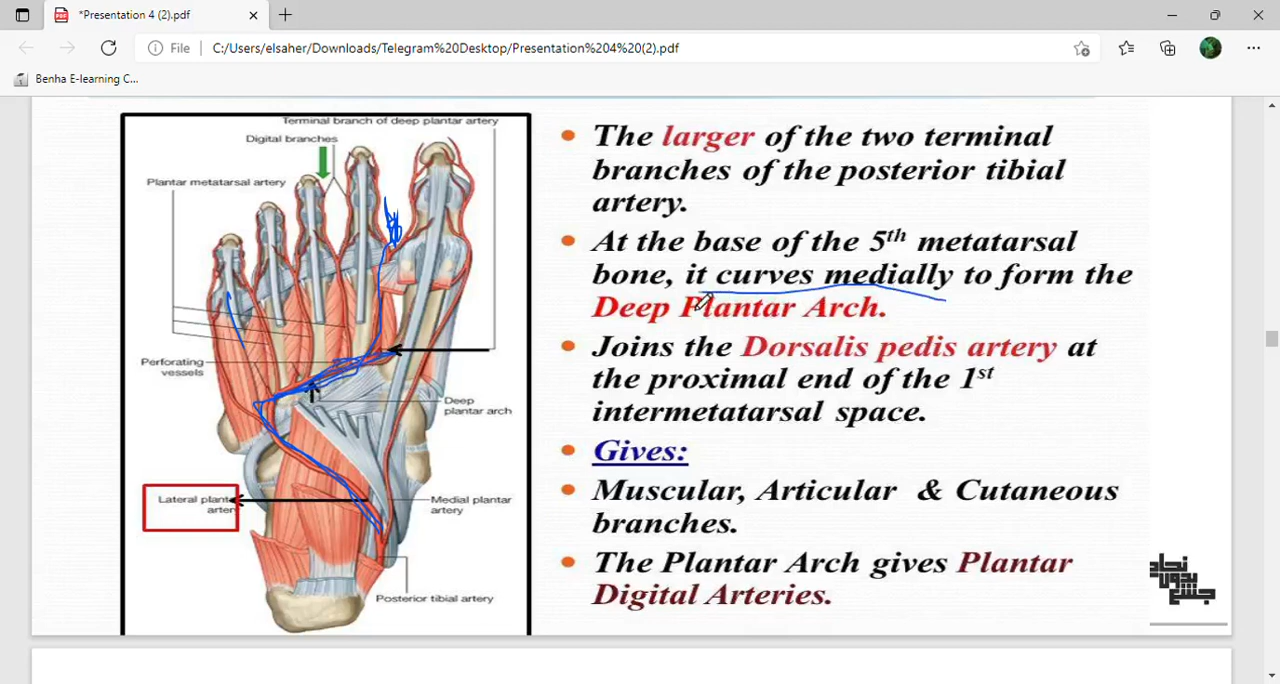 *Presentation 4 (2).pdf
File
C:/Users/elsaher/Downloads/Telegram%20Desktop/Presentation%204%20(2).pdf
Benha E-learning C...
Terminal branch of deep plantar artery
Digital branches
Plantar metatarsal artery
Perforating
vessels
Deep
plantar arch
Lateral plant
arter
Medial plantar
artery
Posterior tibial artery
• The larger of the two terminal
branches of the posterior tibial
artery.
• At the base of the 5th metatarsal
bone, it curves medially to form the
Deep Plantar Arch.
• Joins the Dorsalis pedis artery at
the proximal end of the 1st
intermetatarsal space.
• Gives:
• Muscular, Articular & Cutaneous
branches.
• The Plantar Arch gives Plantar
Digital Arteries.
نجاد
بدون
جشع